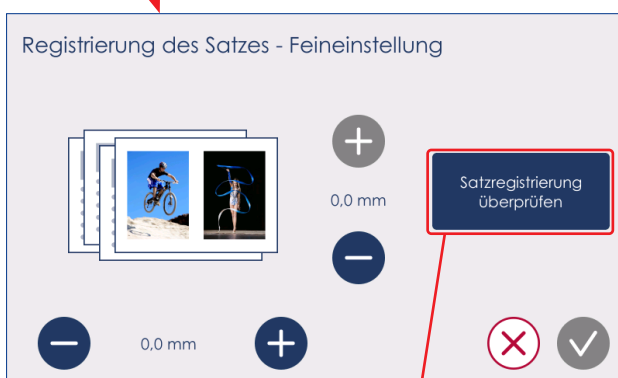 Registrierung des Satzes - Feineinstellung
0,0 mm
Satzregistrierung
überprüfen
0,0 mm